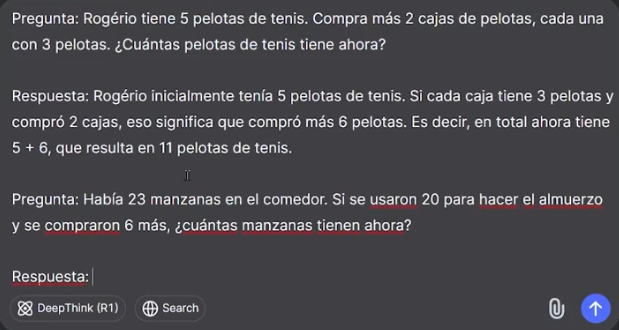 Pregunta: Rogério tiene 5 pelotas de tenis. Compra más 2 cajas de pelotas, cada una
con 3 pelotas. ¿Cuántas pelotas de tenis tiene ahora?
Respuesta: Rogério inicialmente tenía 5 pelotas de tenis. Si cada caja tiene 3 pelotas y
compró 2 cajas, eso significa que compró más 6 pelotas. Es decir, en total ahora tiene
5 + 6, que resulta en 11 pelotas de tenis.
Pregunta: Había 23 manzanas en el comedor. Si se usaron 20 para hacer el almuerzo
y se compraron 6 más, ¿cuántas manzanas tienen ahora?
Respuesta:
DeepThink (R1) Search